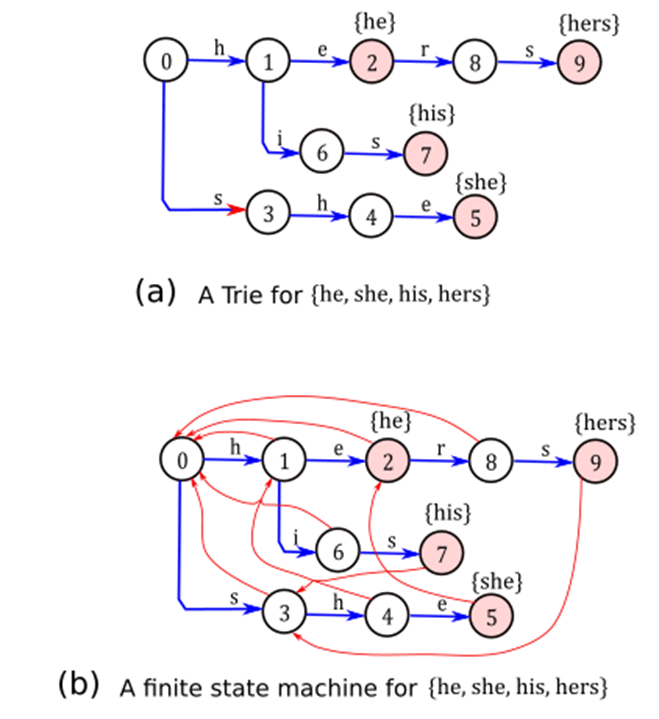 {he} {hers}
0 h 1 e 2 r 8 s 9
{his}
i 6 s 7
{she}
s 3 h 4 e 5
(a) A Trie for {he, she, his, hers}
{he} {hers}
0 h 1 e 2 r 8 s 9
{his}
i 6 s 7
{she}
s 3 h 4 e 5
(b) A finite state machine for {he, she, his, hers}